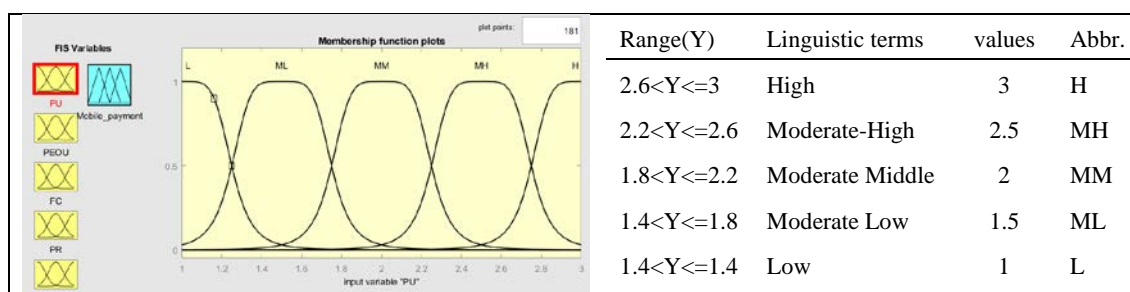 plot points: 181
FIS Variables
Membership function plots
PU
Mobile_payment
PEOU
FC
PR
L ML MM MH H
1
0.5
0
1 1.2 1.4 1.6 1.8 2 2.2 2.4 2.6 2.8 3
input variable "PU"
Range(Y) Linguistic terms values Abbr.
2.6<Y<=3 High 3 H
2.2<Y<=2.6 Moderate-High 2.5 MH
1.8<Y<=2.2 Moderate Middle 2 MM
1.4<Y<=1.8 Moderate Low 1.5 ML
1.4<Y<=1.4 Low 1 L